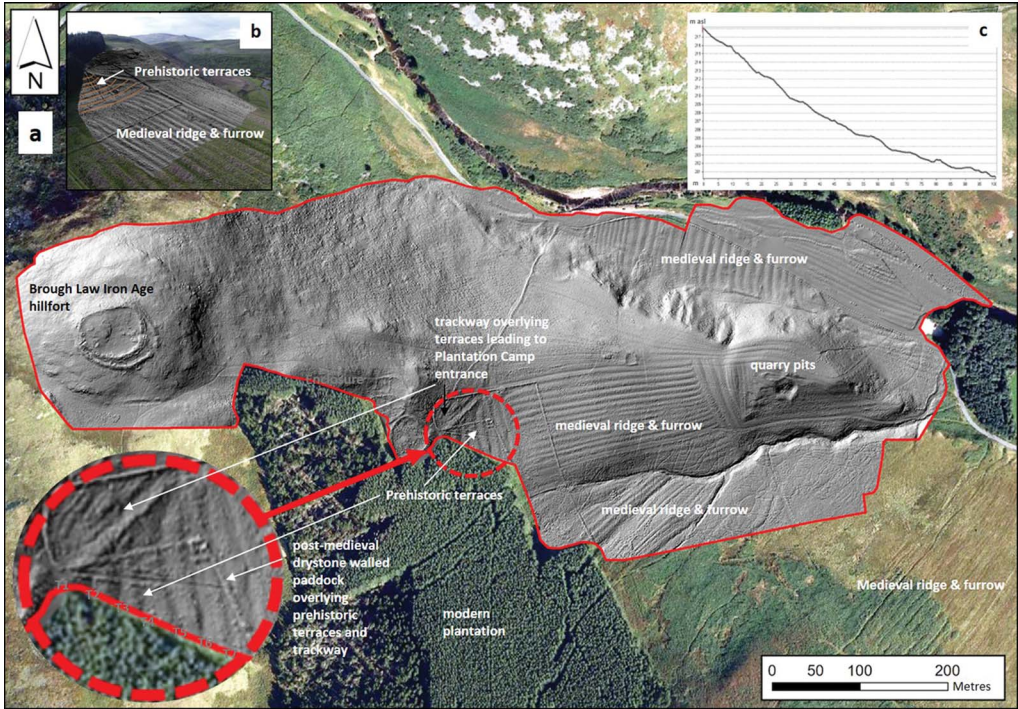 N
a
b
Prehistoric terraces
Medieval ridge & furrow
c
m asl
m
Brough Law Iron Age
hillfort
medieval ridge & furrow
trackway overlying
terraces leading to
Plantation Camp
entrance
Enclosure
quarry pits
medieval ridge & furrow
Prehistoric terraces
medieval ridge & furrow
post-medieval
drystone walled
paddock
overlying
prehistoric
terraces and
trackway
modern
plantation
Medieval ridge & furrow
0 50 100 200
Metres